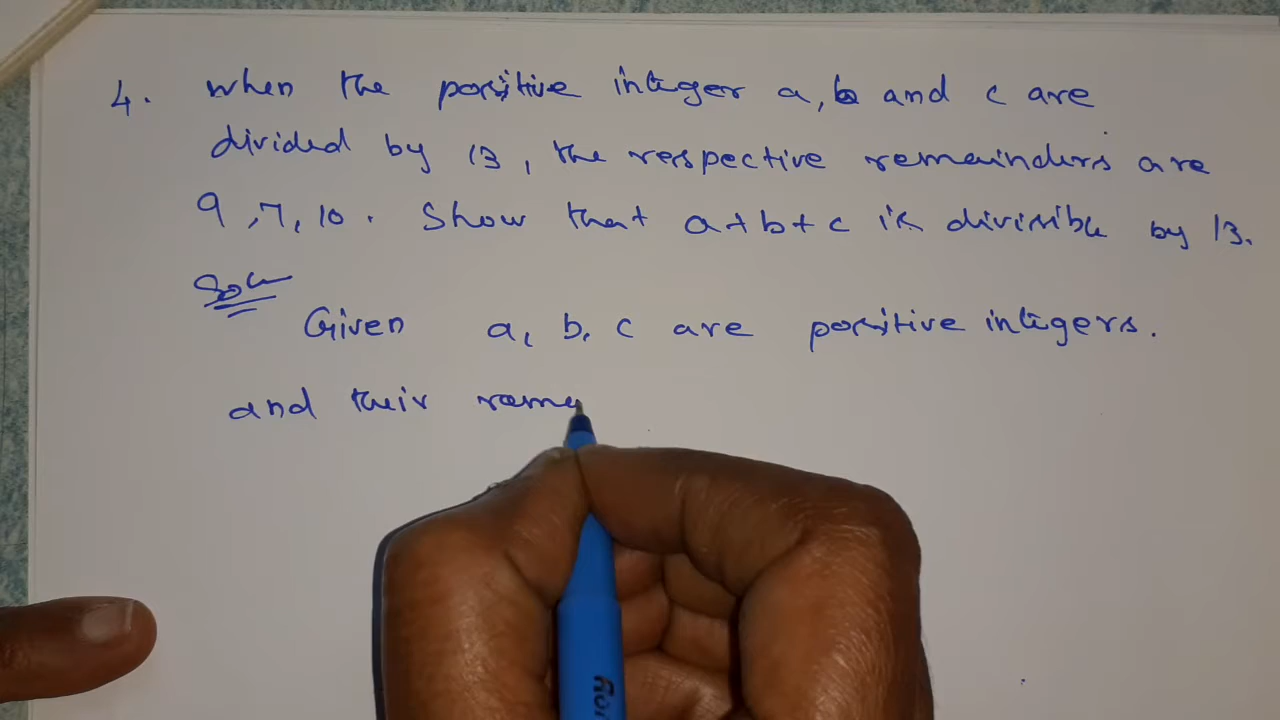 4. When the positive integer a, b and c are
divided by 13, the respective remainders are
9, 7, 10. Show that a+b+c is divisible by 13.
Soln
Given a, b, c are positive integers.
and their rema